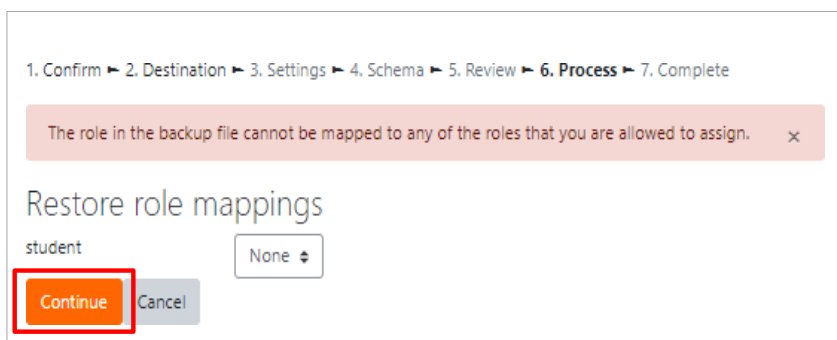 1. Confirm ► 2. Destination ► 3. Settings ► 4. Schema ► 5. Review ► 6. Process ► 7. Complete
The role in the backup file cannot be mapped to any of the roles that you are allowed to assign. ×
Restore role mappings
student None
Continue Cancel